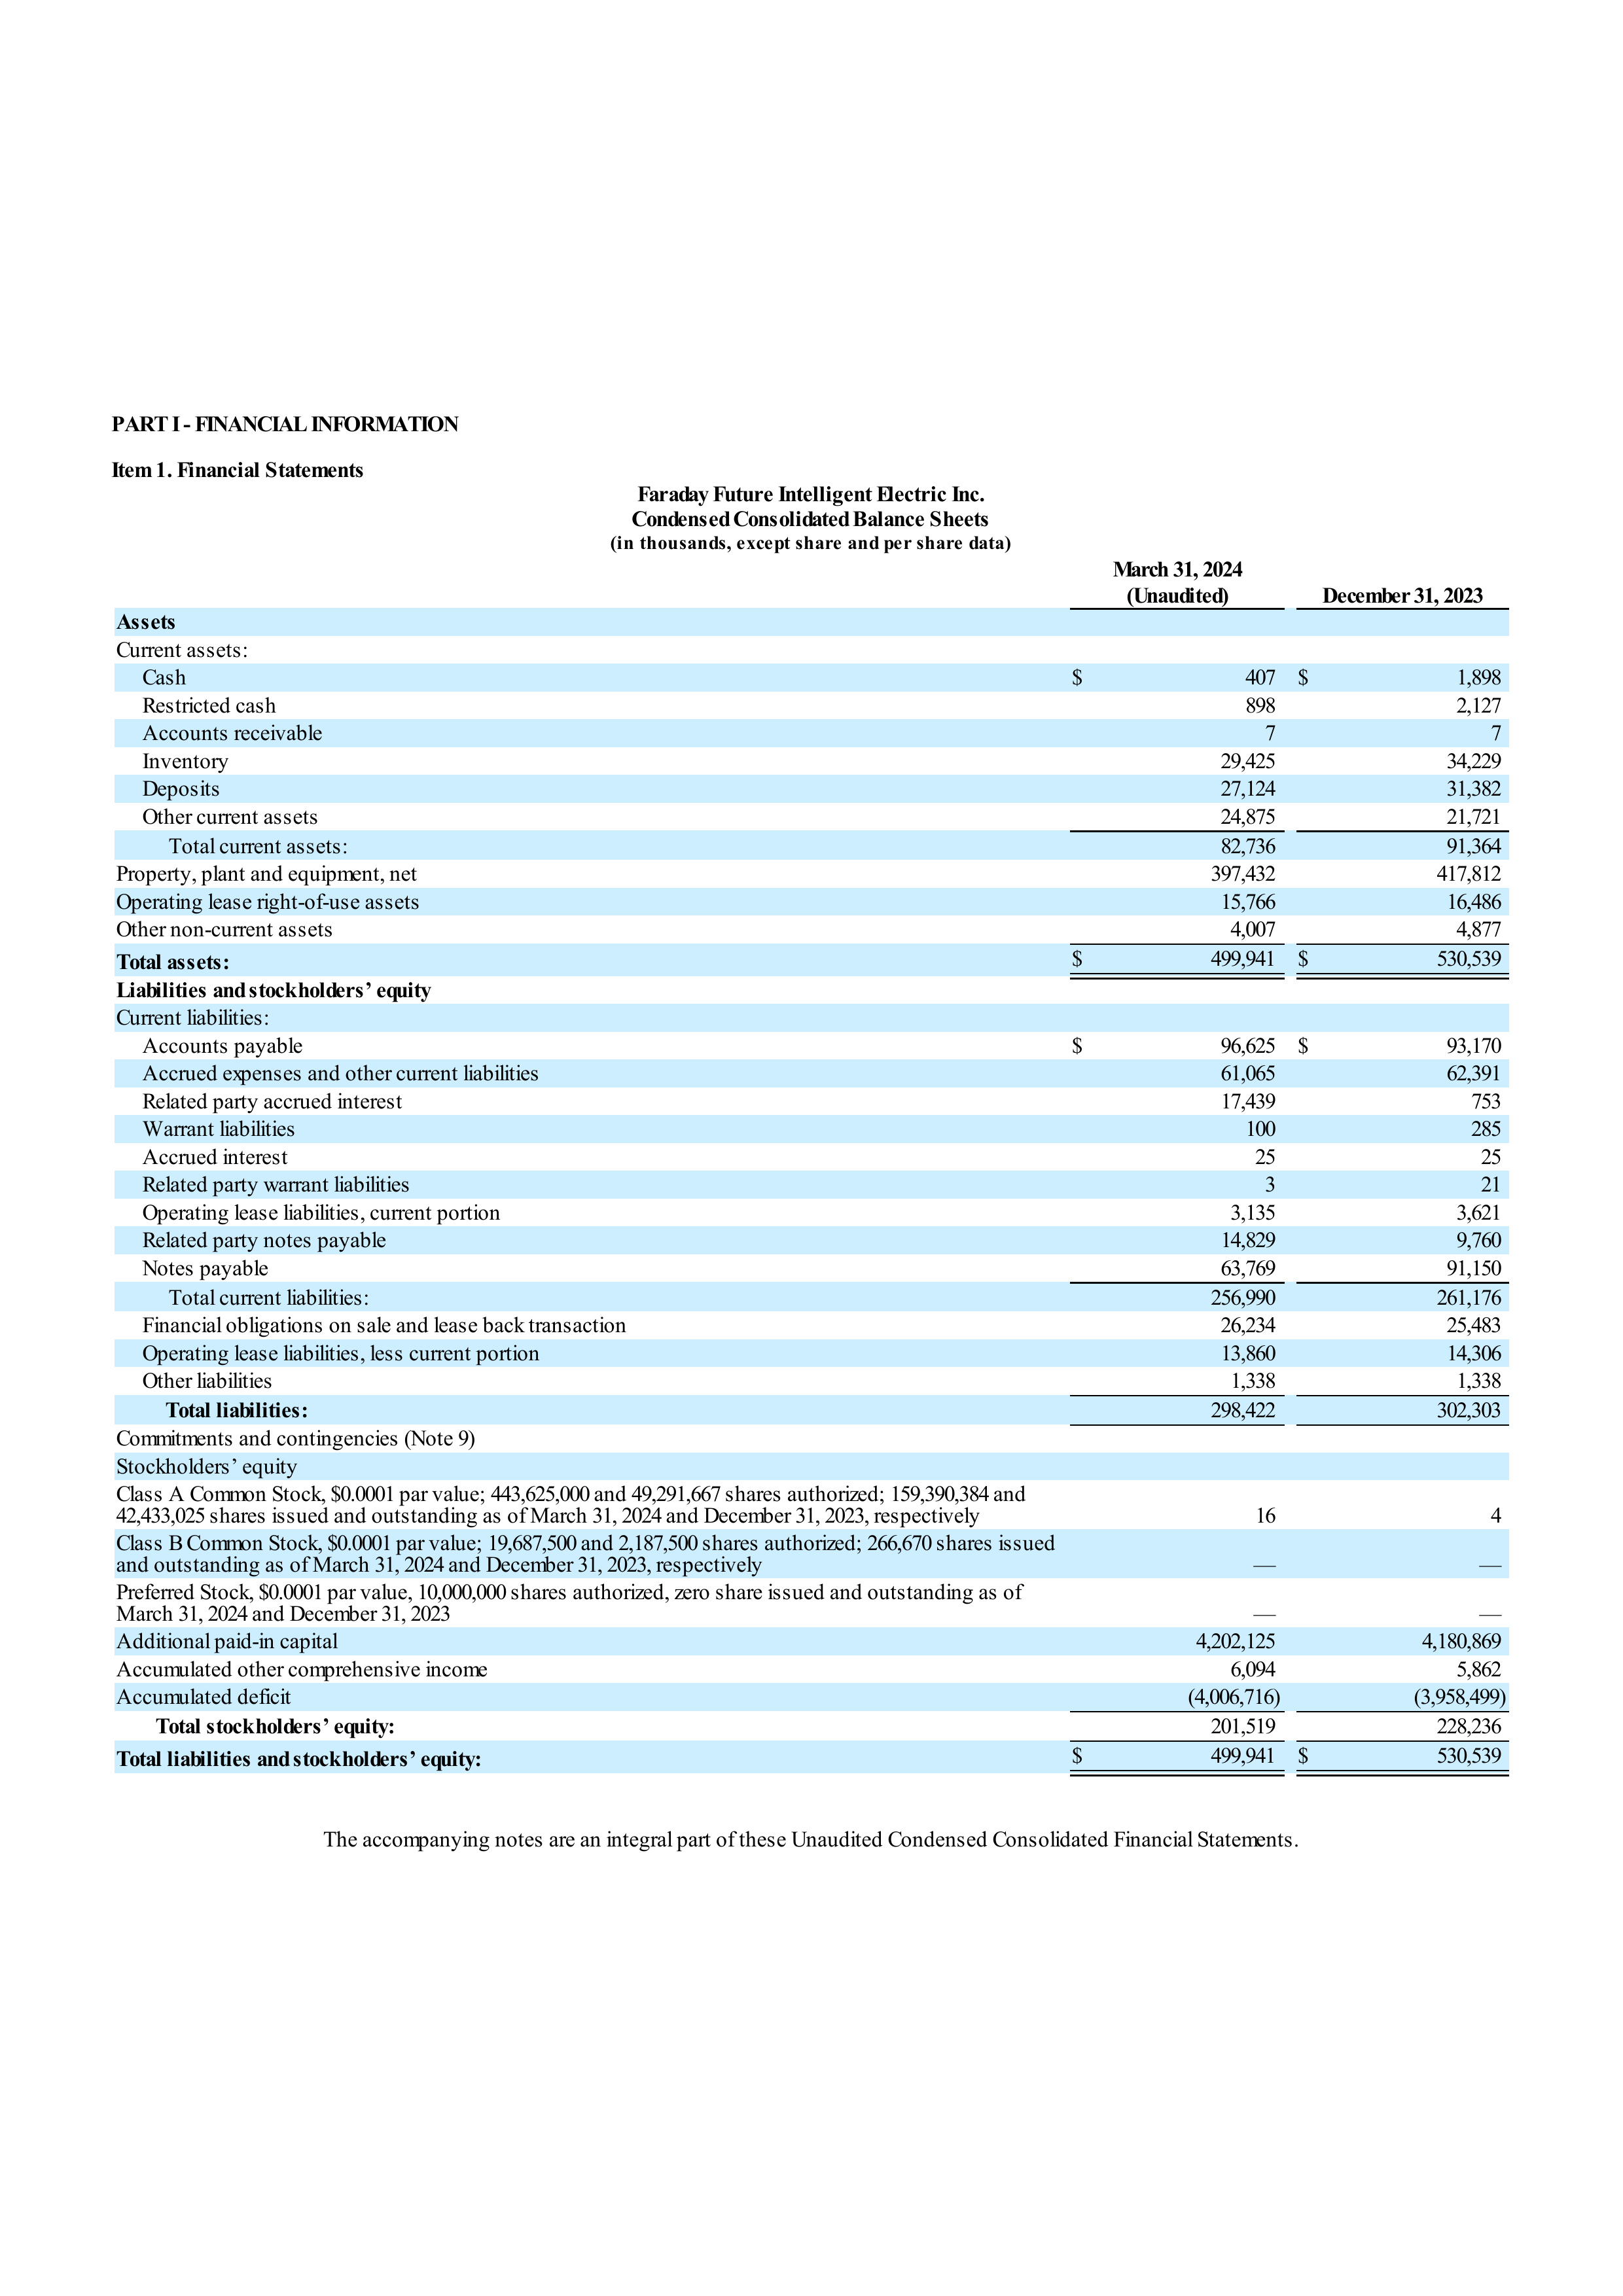 PART I - FINANCIAL INFORMATION
Item 1. Financial Statements
Faraday Future Intelligent Electric Inc.
Condensed Consolidated Balance Sheets
(in thousands, except share and per share data)
March 31, 2024
(Unaudited) December 31, 2023
Assets
Current assets:
Cash $ 407 $ 1,898
Restricted cash 898 2,127
Accounts receivable 7 7
Inventory 29,425 34,229
Deposits 27,124 31,382
Other current assets 24,875 21,721
Total current assets: 82,736 91,364
Property, plant and equipment, net 397,432 417,812
Operating lease right-of-use assets 15,766 16,486
Other non-current assets 4,007 4,877
Total assets: $ 499,941 $ 530,539
Liabilities and stockholders’ equity
Current liabilities:
Accounts payable $ 96,625 $ 93,170
Accrued expenses and other current liabilities 61,065 62,391
Related party accrued interest 17,439 753
Warrant liabilities 100 285
Accrued interest 25 25
Related party warrant liabilities 3 21
Operating lease liabilities, current portion 3,135 3,621
Related party notes payable 14,829 9,760
Notes payable 63,769 91,150
Total current liabilities: 256,990 261,176
Financial obligations on sale and lease back transaction 26,234 25,483
Operating lease liabilities, less current portion 13,860 14,306
Other liabilities 1,338 1,338
Total liabilities: 298,422 302,303
Commitments and contingencies (Note 9)
Stockholders’ equity
Class A Common Stock, $0.0001 par value; 443,625,000 and 49,291,667 shares authorized; 159,390,384 and
42,433,025 shares issued and outstanding as of March 31, 2024 and December 31, 2023, respectively 16 4
Class B Common Stock, $0.0001 par value; 19,687,500 and 2,187,500 shares authorized; 266,670 shares issued
and outstanding as of March 31, 2024 and December 31, 2023, respectively — —
Preferred Stock, $0.0001 par value, 10,000,000 shares authorized, zero share issued and outstanding as of
March 31, 2024 and December 31, 2023 — —
Additional paid-in capital 4,202,125 4,180,869
Accumulated other comprehensive income 6,094 5,862
Accumulated deficit (4,006,716) (3,958,499)
Total stockholders’ equity: 201,519 228,236
Total liabilities and stockholders’ equity: $ 499,941 $ 530,539
The accompanying notes are an integral part of these Unaudited Condensed Consolidated Financial Statements.